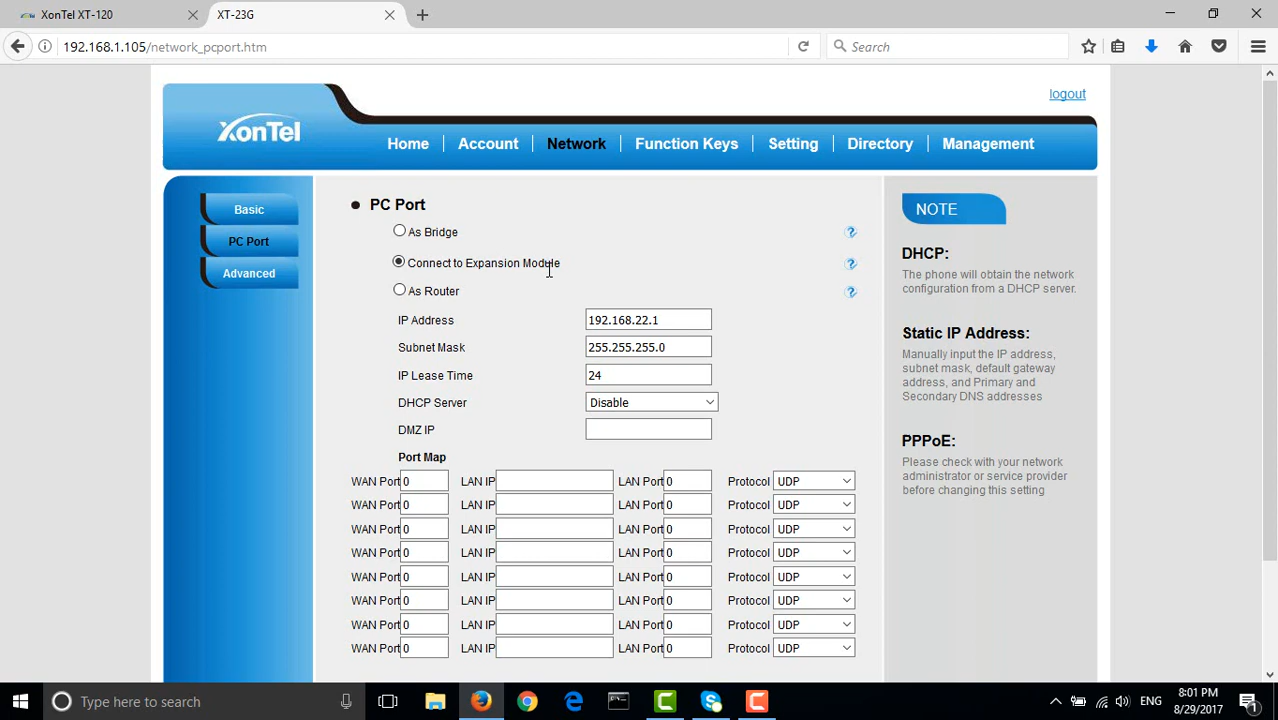 XonTel XT-120
XT-23G
192.168.1.105/network_pcport.htm
Search
logout
XonTel
Home Account Network Function Keys Setting Directory Management
Basic
PC Port
Advanced
PC Port
As Bridge ?
Connect to Expansion Module ?
As Router ?
IP Address 192.168.22.1
Subnet Mask 255.255.255.0
IP Lease Time 24
DHCP Server Disable
DMZ IP
Port Map
WAN Port 0 LAN IP LAN Port 0 Protocol UDP
WAN Port 0 LAN IP LAN Port 0 Protocol UDP
WAN Port 0 LAN IP LAN Port 0 Protocol UDP
WAN Port 0 LAN IP LAN Port 0 Protocol UDP
WAN Port 0 LAN IP LAN Port 0 Protocol UDP
WAN Port 0 LAN IP LAN Port 0 Protocol UDP
WAN Port 0 LAN IP LAN Port 0 Protocol UDP
WAN Port 0 LAN IP LAN Port 0 Protocol UDP
NOTE
DHCP:
The phone will obtain the network
configuration from a DHCP server.
Static IP Address:
Manually input the IP address,
subnet mask, default gateway
address, and Primary and
Secondary DNS addresses
PPPoE:
Please check with your network
administrator or service provider
before changing this setting
Type here to search
ENG
8:01 PM
8/29/2017
1